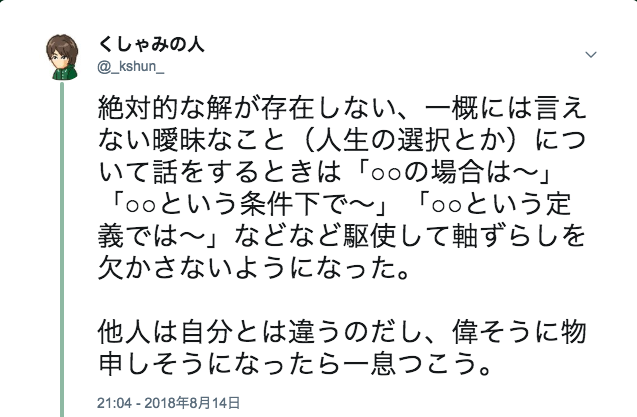 くしゃみの人
@_kshun_
絶対的な解が存在しない、一概には言え
ない曖昧なこと（人生の選択とか）につ
いて話をするときは「○○の場合は～」
「○○という条件下で～」「○○という定
義では～」などなど駆使して軸ずらしを
欠かさないようになった。
他人は自分とは違うのだし、偉そうに物
申しそうになったら一息つこう。
21:04 - 2018年8月14日